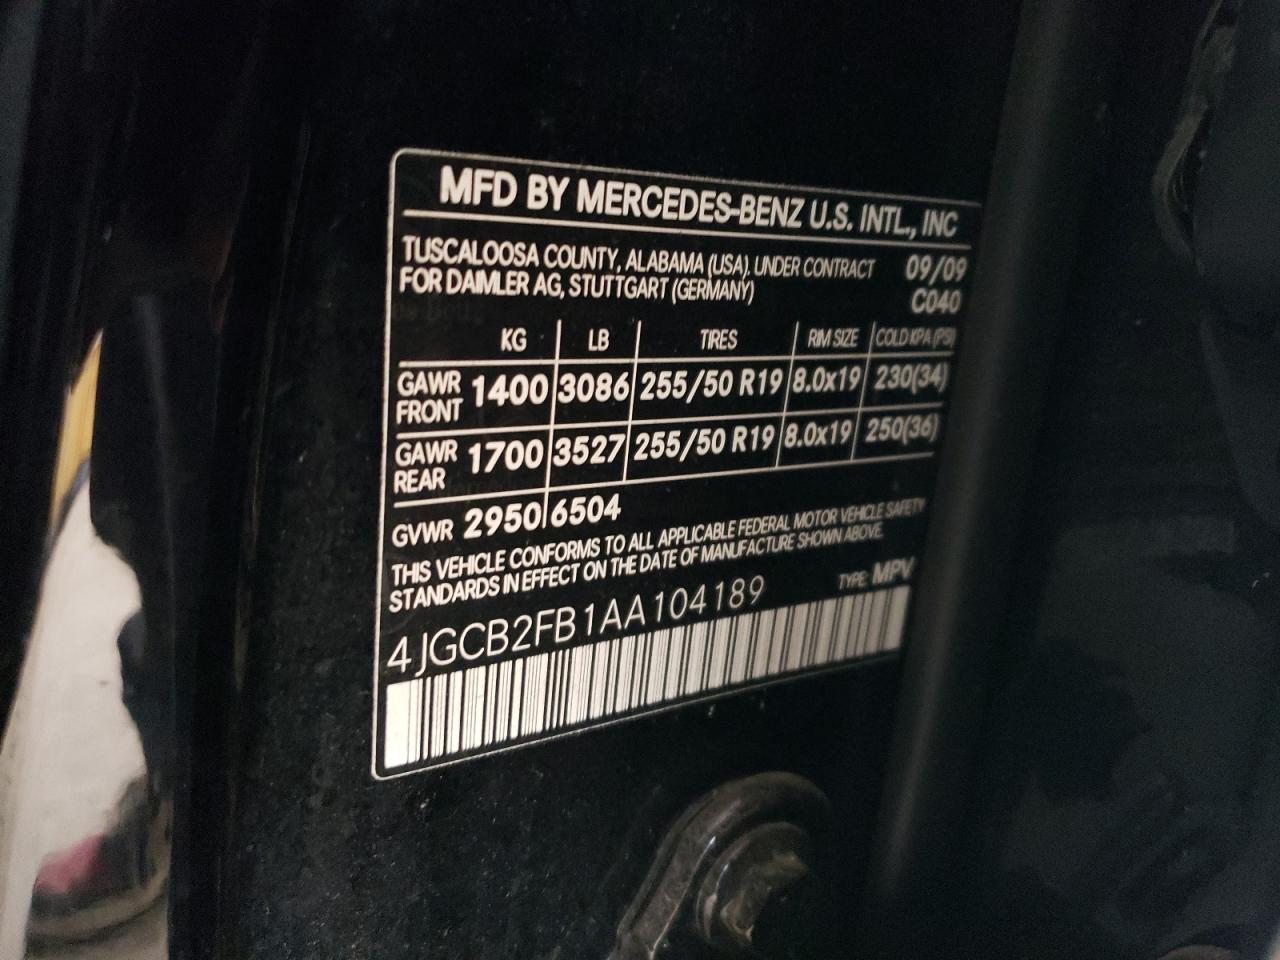 MFD BY MERCEDES-BENZ U.S. INTL., INC
TUSCALOOSA COUNTY, ALABAMA (USA), UNDER CONTRACT 09/09
FOR DAIMLER AG, STUTTGART (GERMANY) C040
KG LB TIRES RIM SIZE COLD KPA (PSI)
GAWR FRONT 1400 3086 255/50 R19 8.0x19 230(34)
GAWR REAR 1700 3527 255/50 R19 8.0x19 250(36)
GVWR 2950 6504
THIS VEHICLE CONFORMS TO ALL APPLICABLE FEDERAL MOTOR VEHICLE SAFETY
STANDARDS IN EFFECT ON THE DATE OF MANUFACTURE SHOWN ABOVE.
4JGCB2FB1AA104189 TYPE: MPV